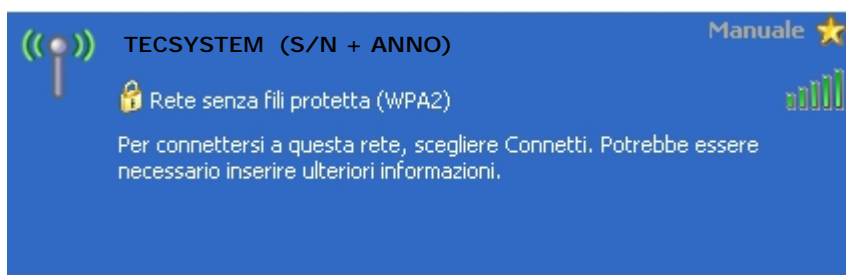 TECSYSTEM (S/N + ANNO)
Manuale
Rete senza fili protetta (WPA2)
Per connettersi a questa rete, scegliere Connetti. Potrebbe essere
necessario inserire ulteriori informazioni.